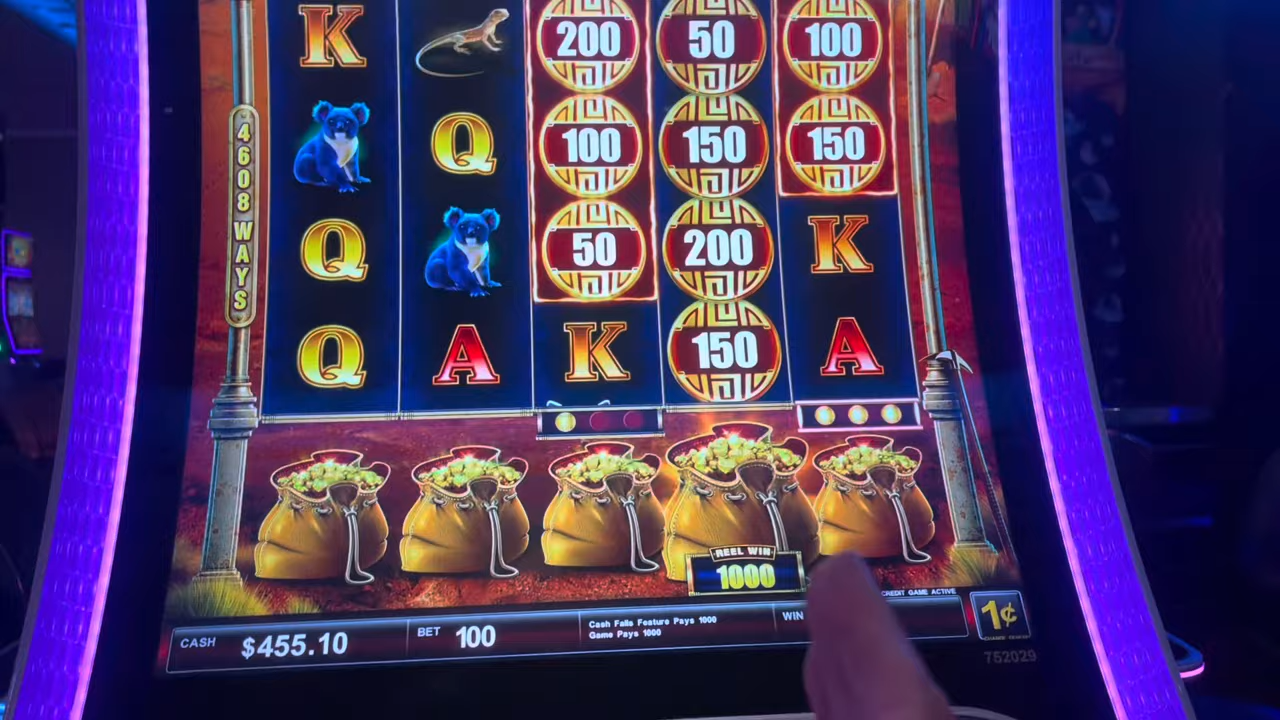 K
200
50
100
4608 WAYS
Q
100
150
150
Q
50
200
K
Q
A
K
150
A
REEL WIN
1000
CASH
$455.10
BET
100
Cash Falls Feature Pays 1000
Game Pays 1000
WIN
CREDIT GAME ACTIVE
1¢
752029